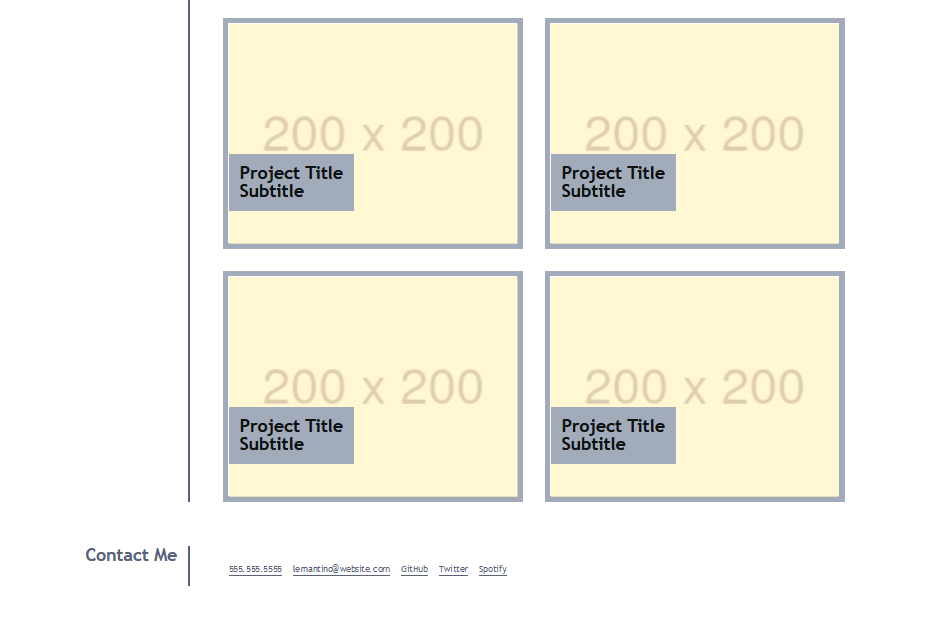 200 x 200
200 x 200
Project Title
Subtitle
Project Title
Subtitle
200 x 200
200 x 200
Project Title
Subtitle
Project Title
Subtitle
Contact Me
555.555.5555 lemantino@website.com GitHub Twitter Spotify